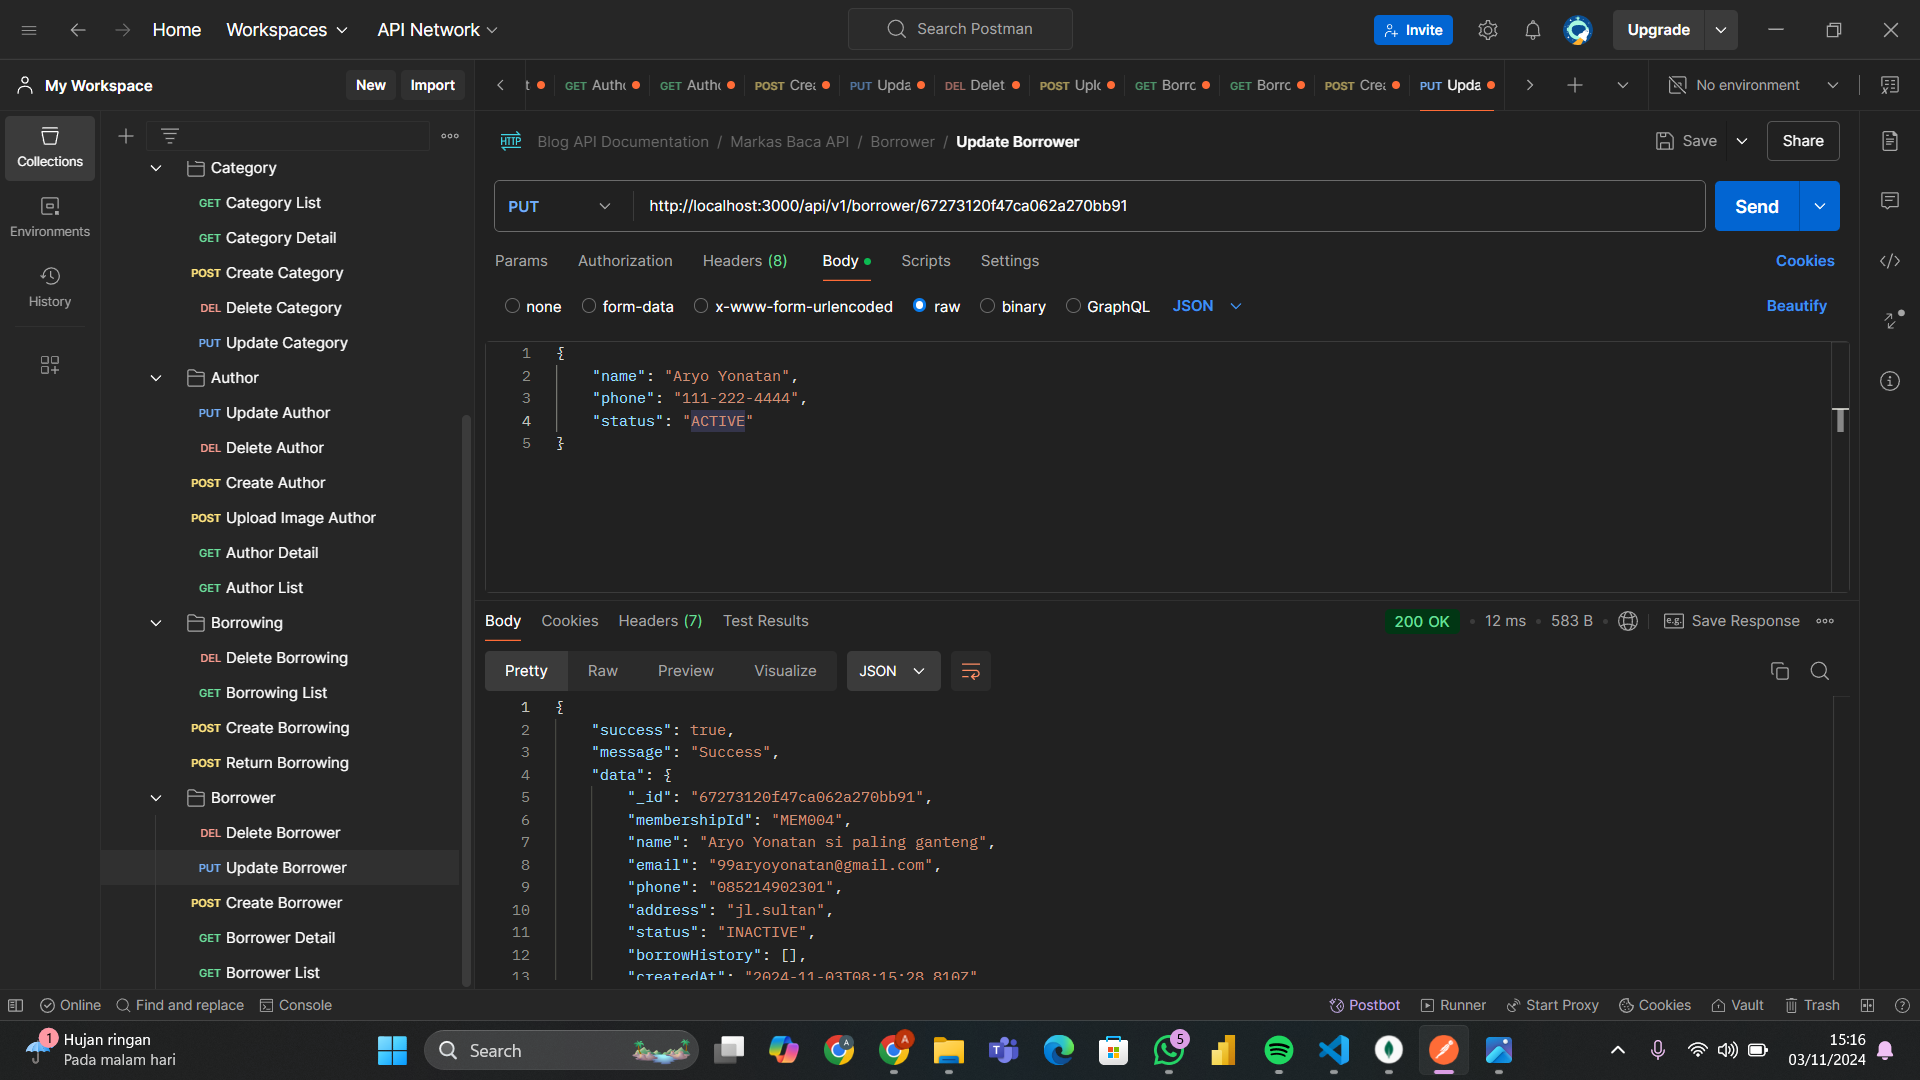 Home
Workspaces
API Network
Search Postman
Invite
Upgrade
My Workspace
New
Import
t
GET Autho
GET Autho
POST Crea
PUT Upda
DEL Delet
POST Uplo
GET Borro
GET Borro
POST Crea
PUT Upda
No environment
Collections
Environments
History
Category
GET Category List
GET Category Detail
POST Create Category
DEL Delete Category
PUT Update Category
Author
PUT Update Author
DEL Delete Author
POST Create Author
POST Upload Image Author
GET Author Detail
GET Author List
Borrowing
DEL Delete Borrowing
GET Borrowing List
POST Create Borrowing
POST Return Borrowing
Borrower
DEL Delete Borrower
PUT Update Borrower
POST Create Borrower
GET Borrower Detail
GET Borrower List
HTTP Blog API Documentation / Markas Baca API / Borrower / Update Borrower
Save
Share
PUT
http://localhost:3000/api/v1/borrower/67273120f47ca062a270bb91
Send
Params Authorization Headers (8) Body Scripts Settings
Cookies
none form-data x-www-form-urlencoded raw binary GraphQL JSON
Beautify
1 {
2 "name": "Aryo Yonatan",
3 "phone": "111-222-4444",
4 "status": "ACTIVE"
5 }
Body Cookies Headers (7) Test Results
200 OK • 12 ms • 583 B
e.g. Save Response
Pretty Raw Preview Visualize JSON
1 {
2 "success": true,
3 "message": "Success",
4 "data": {
5 "_id": "67273120f47ca062a270bb91",
6 "membershipId": "MEM004",
7 "name": "Aryo Yonatan si paling ganteng",
8 "email": "99aryoyonatan@gmail.com",
9 "phone": "085214902301",
10 "address": "jl.sultan",
11 "status": "INACTIVE",
12 "borrowHistory": [],
13 "createdAt": "2024-11-03T08:15:28.810Z"
Online
Find and replace
Console
Postbot
Runner
Start Proxy
Cookies
Vault
Trash
1
Hujan ringan
Pada malam hari
Search
5
15:16
03/11/2024